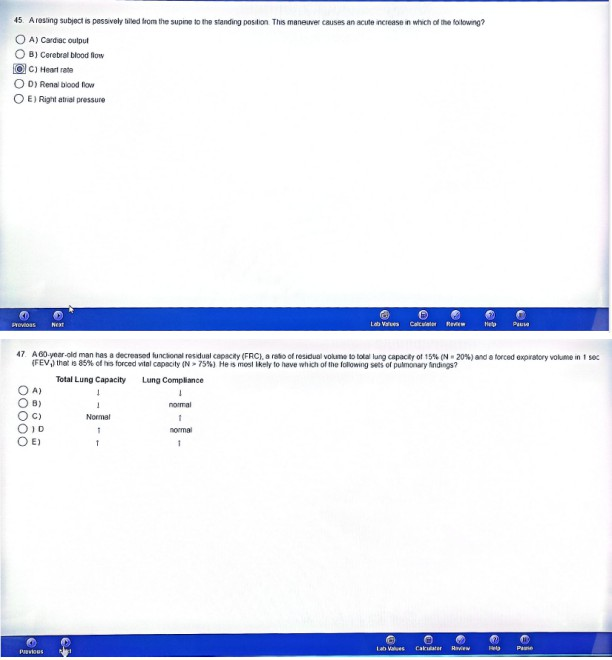 45. A resting subject is passively tilted from the supine to the standing position. This maneuver causes an acute increase in which of the following?
A) Cardiac output
B) Cerebral blood flow
C) Heart rate
D) Renal blood flow
E) Right atrial pressure
Previous Next Lab Values Calculator Review Help Pause
47. A 60-year-old man has a decreased functional residual capacity (FRC), a ratio of residual volume to total lung capacity of 15% (N = 20%) and a forced expiratory volume in 1 sec
(FEV₁) that is 85% of his forced vital capacity (N > 75%). He is most likely to have which of the following sets of pulmonary findings?
Total Lung Capacity Lung Compliance
A) ↓ ↓
B) ↓ normal
C) Normal ↑
) D ↑ normal
E) ↑ ↑
Previous Next Lab Values Calculator Review Help Pause